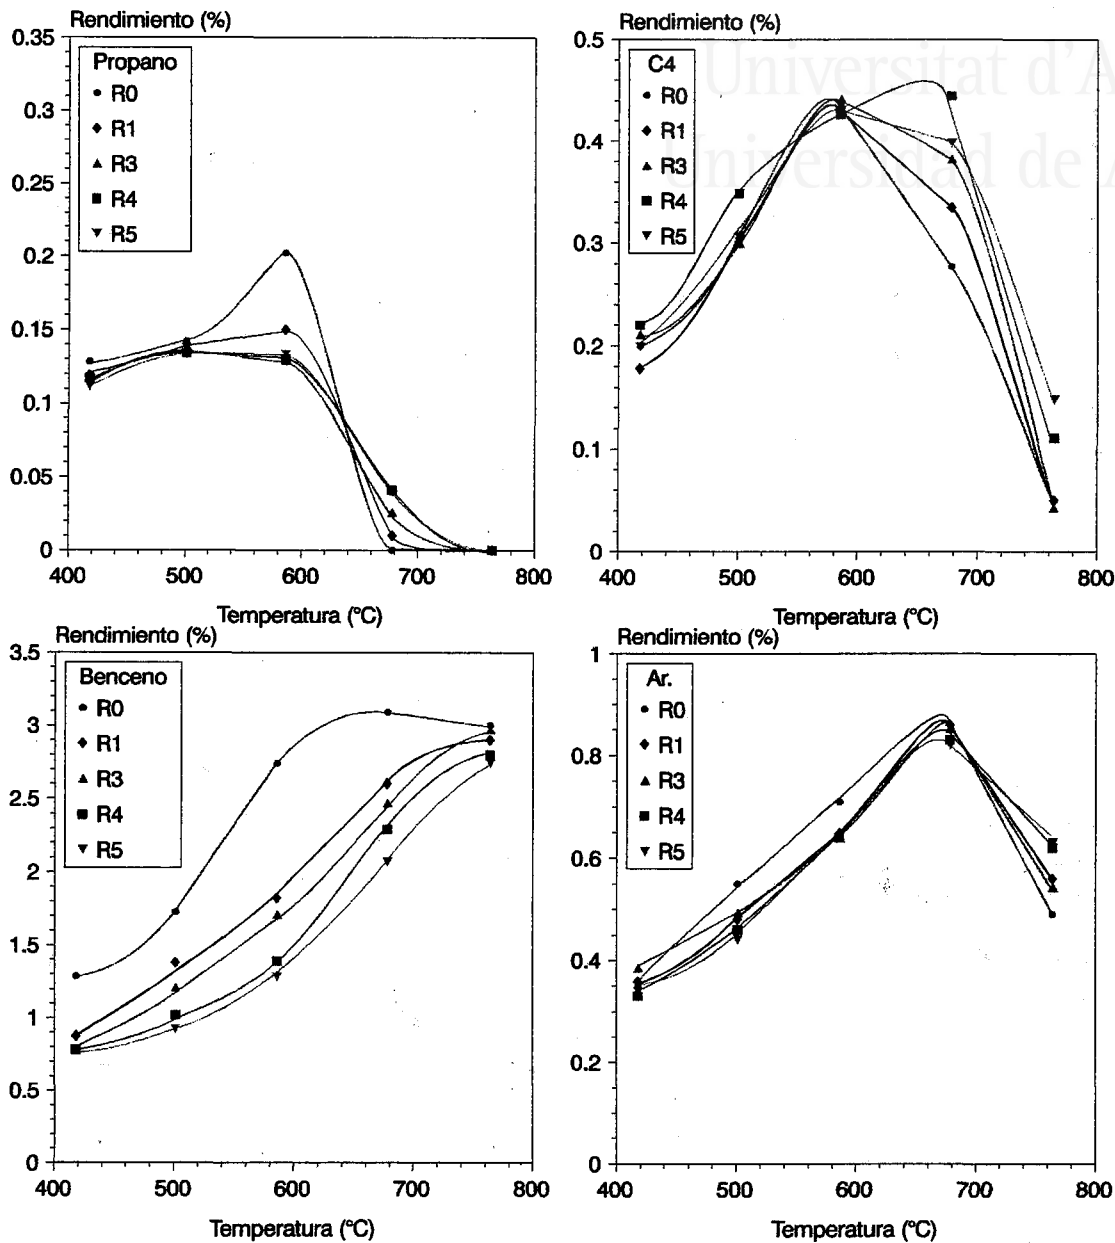 Rendimiento (%)
0.35
0.3
0.25
0.2
0.15
0.1
0.05
0
Propano
R0
R1
R3
R4
R5
400 500 600 700 800
Temperatura (°C)
Rendimiento (%)
0.5
0.4
0.3
0.2
0.1
0
C4
R0
R1
R3
R4
R5
400 500 600 700 800
Temperatura (°C)
Universitat d'A
Universidad de A
Rendimiento (%)
3.5
3
2.5
2
1.5
1
0.5
0
Benceno
R0
R1
R3
R4
R5
400 500 600 700 800
Temperatura (°C)
Rendimiento (%)
1
0.8
0.6
0.4
0.2
0
Ar.
R0
R1
R3
R4
R5
400 500 600 700 800
Temperatura (°C)